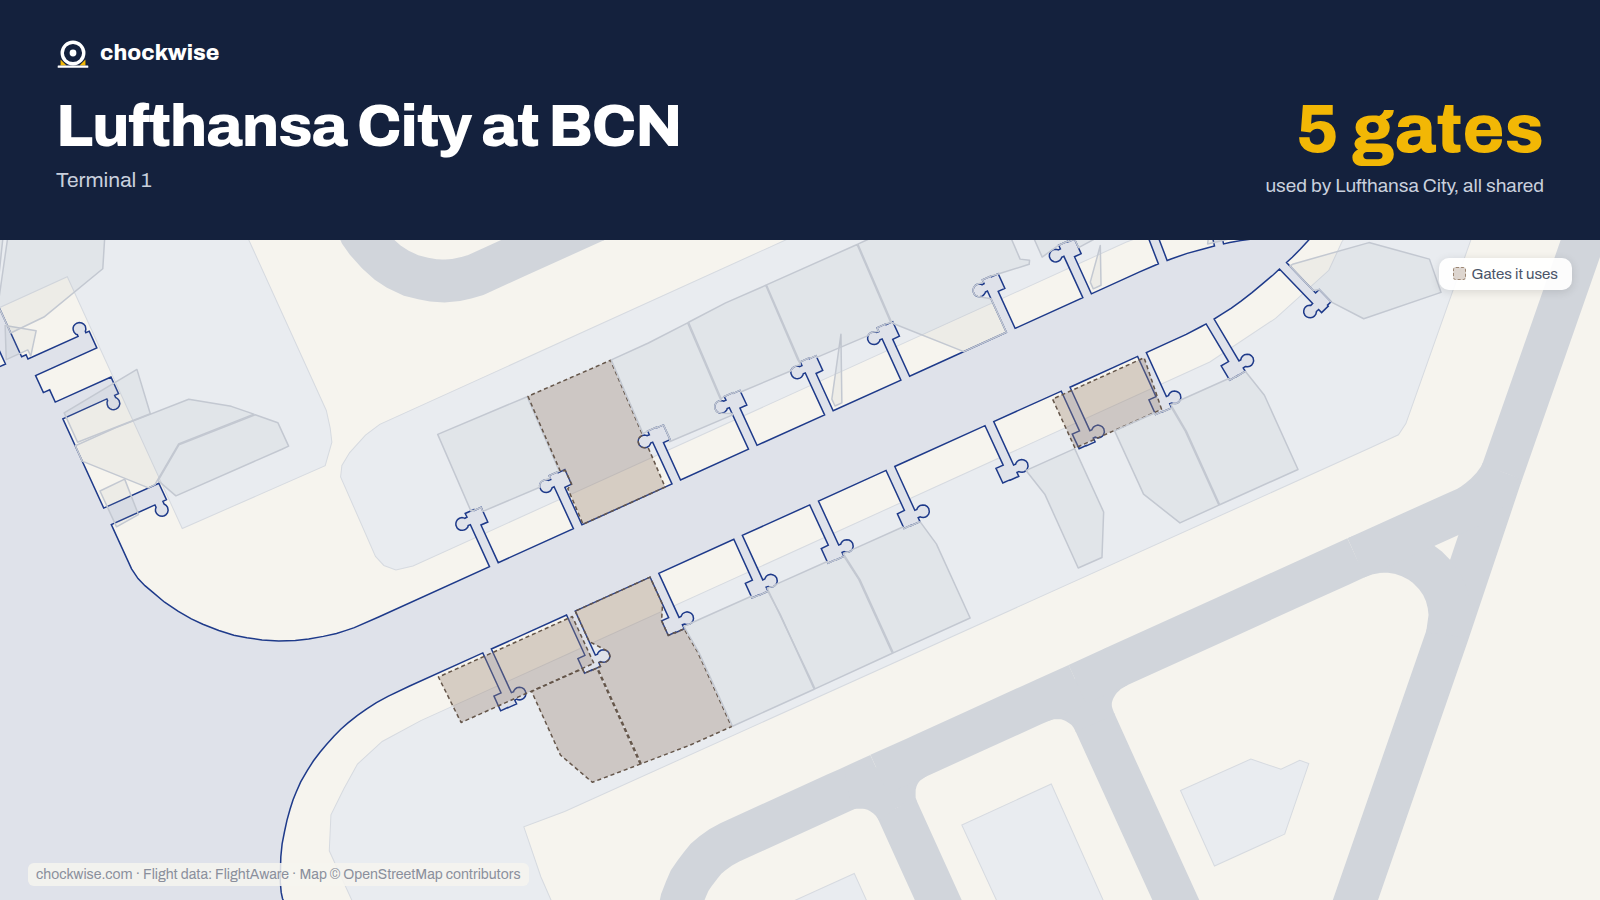 chockwise
Lufthansa City at BCN
Terminal 1
5 gates
used by Lufthansa City, all shared
Gates it uses
chockwise.com · Flight data: FlightAware · Map © OpenStreetMap contributors